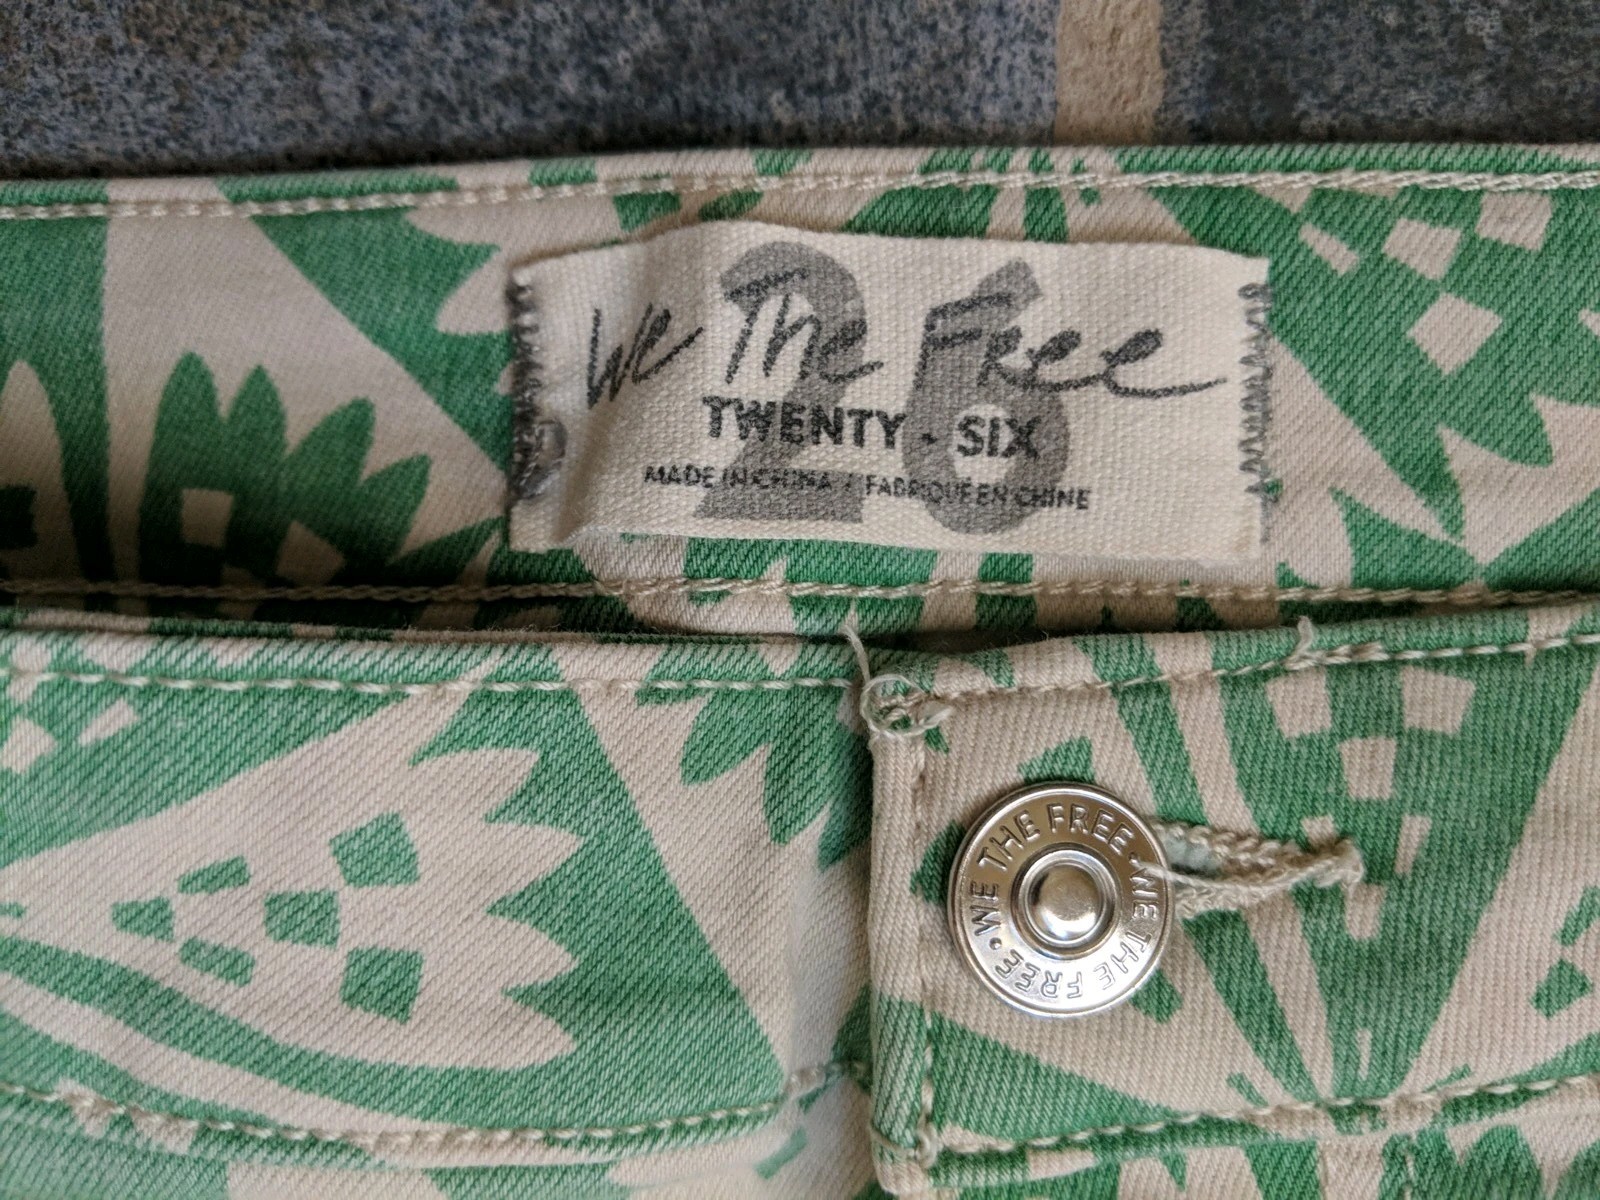 We The Free
26
TWENTY - SIX
MADE IN CHINA / FABRIQUÉ EN CHINE
WE THE FREE • WE THE FREE •